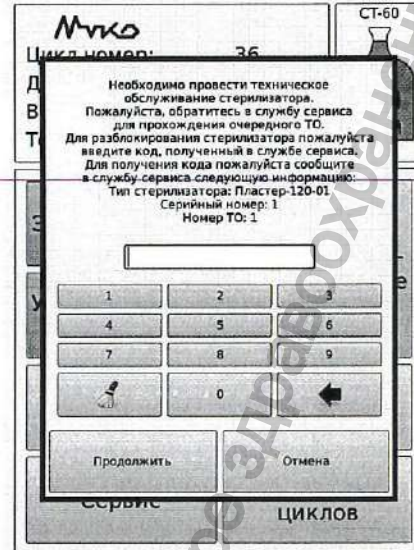 Мико
СТ-60
Цикл номер: 36
Необходимо провести техническое
обслуживание стерилизатора.
Пожалуйста, обратитесь в службу сервиса
для прохождения очередного ТО.
Для разблокирования стерилизатора пожалуйста
введите код, полученный в службе сервиса.
Для получения кода пожалуйста сообщите
в службу сервиса следующую информацию:
Тип стерилизатора: Пластер-120-01
Серийный номер: 1
Номер ТО: 1
1 2 3
4 5 6
7 8 9
0
Продолжить Отмена
Сервис ЦИКЛОВ